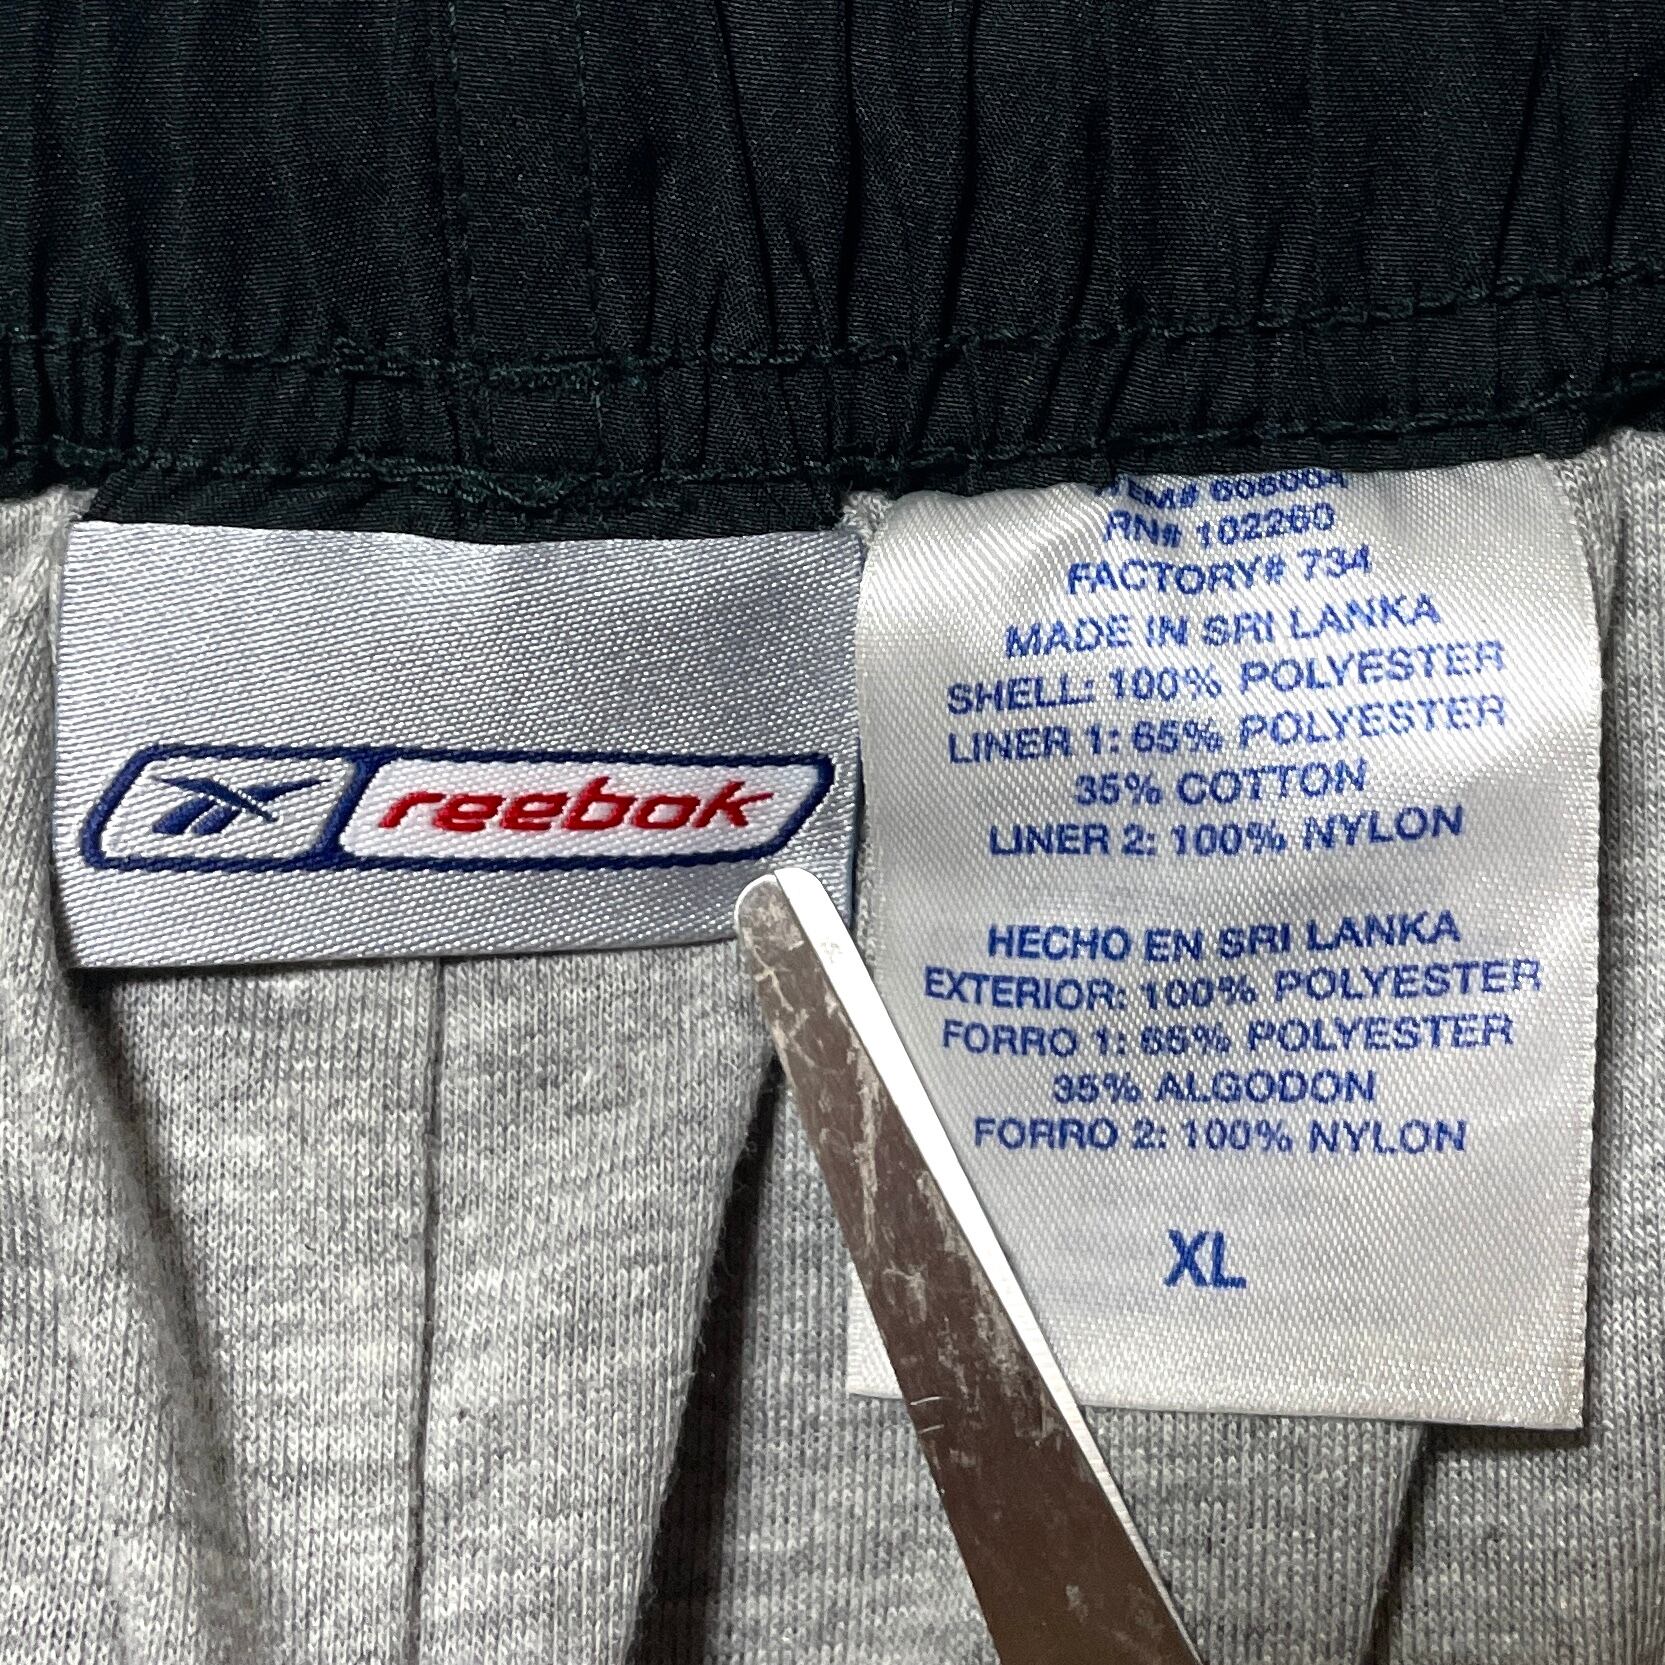 reebok
RN# 102260
FACTORY# 734
MADE IN SRI LANKA
SHELL: 100% POLYESTER
LINER 1: 65% POLYESTER
35% COTTON
LINER 2: 100% NYLON
HECHO EN SRI LANKA
EXTERIOR: 100% POLYESTER
FORRO 1: 65% POLYESTER
35% ALGODON
FORRO 2: 100% NYLON
XL